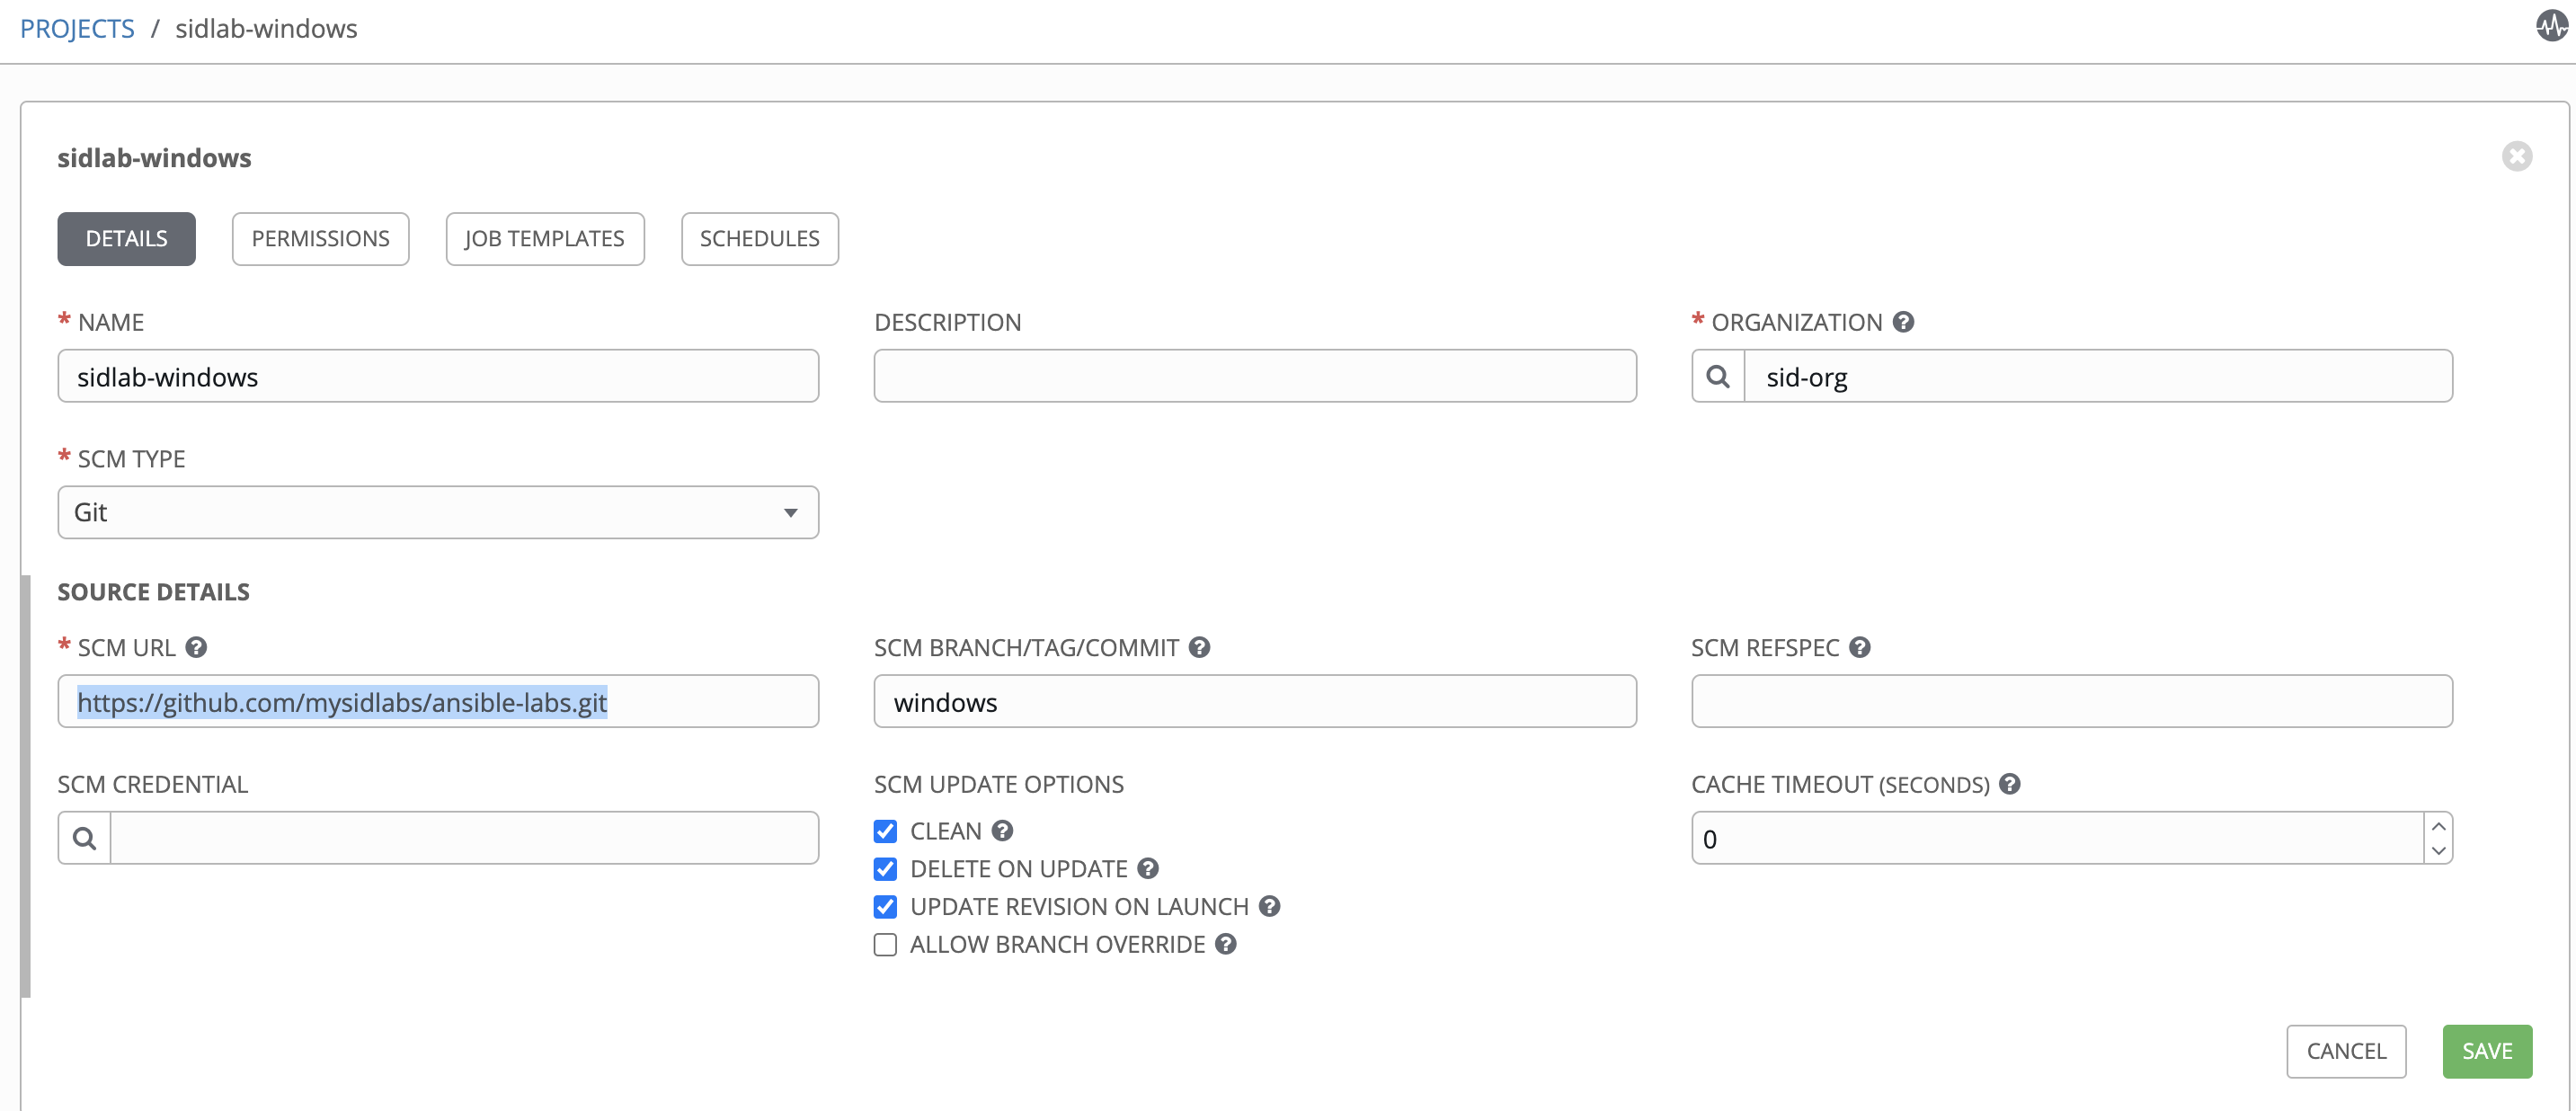 PROJECTS / sidlab-windows
sidlab-windows
DETAILS PERMISSIONS JOB TEMPLATES SCHEDULES
* NAME DESCRIPTION * ORGANIZATION ?
sidlab-windows sid-org
* SCM TYPE
Git
SOURCE DETAILS
* SCM URL ? SCM BRANCH/TAG/COMMIT ? SCM REFSPEC ?
https://github.com/mysidlabs/ansible-labs.git windows
SCM CREDENTIAL SCM UPDATE OPTIONS CACHE TIMEOUT (SECONDS) ?
CLEAN ?
0
DELETE ON UPDATE ?
UPDATE REVISION ON LAUNCH ?
ALLOW BRANCH OVERRIDE ?
CANCEL SAVE